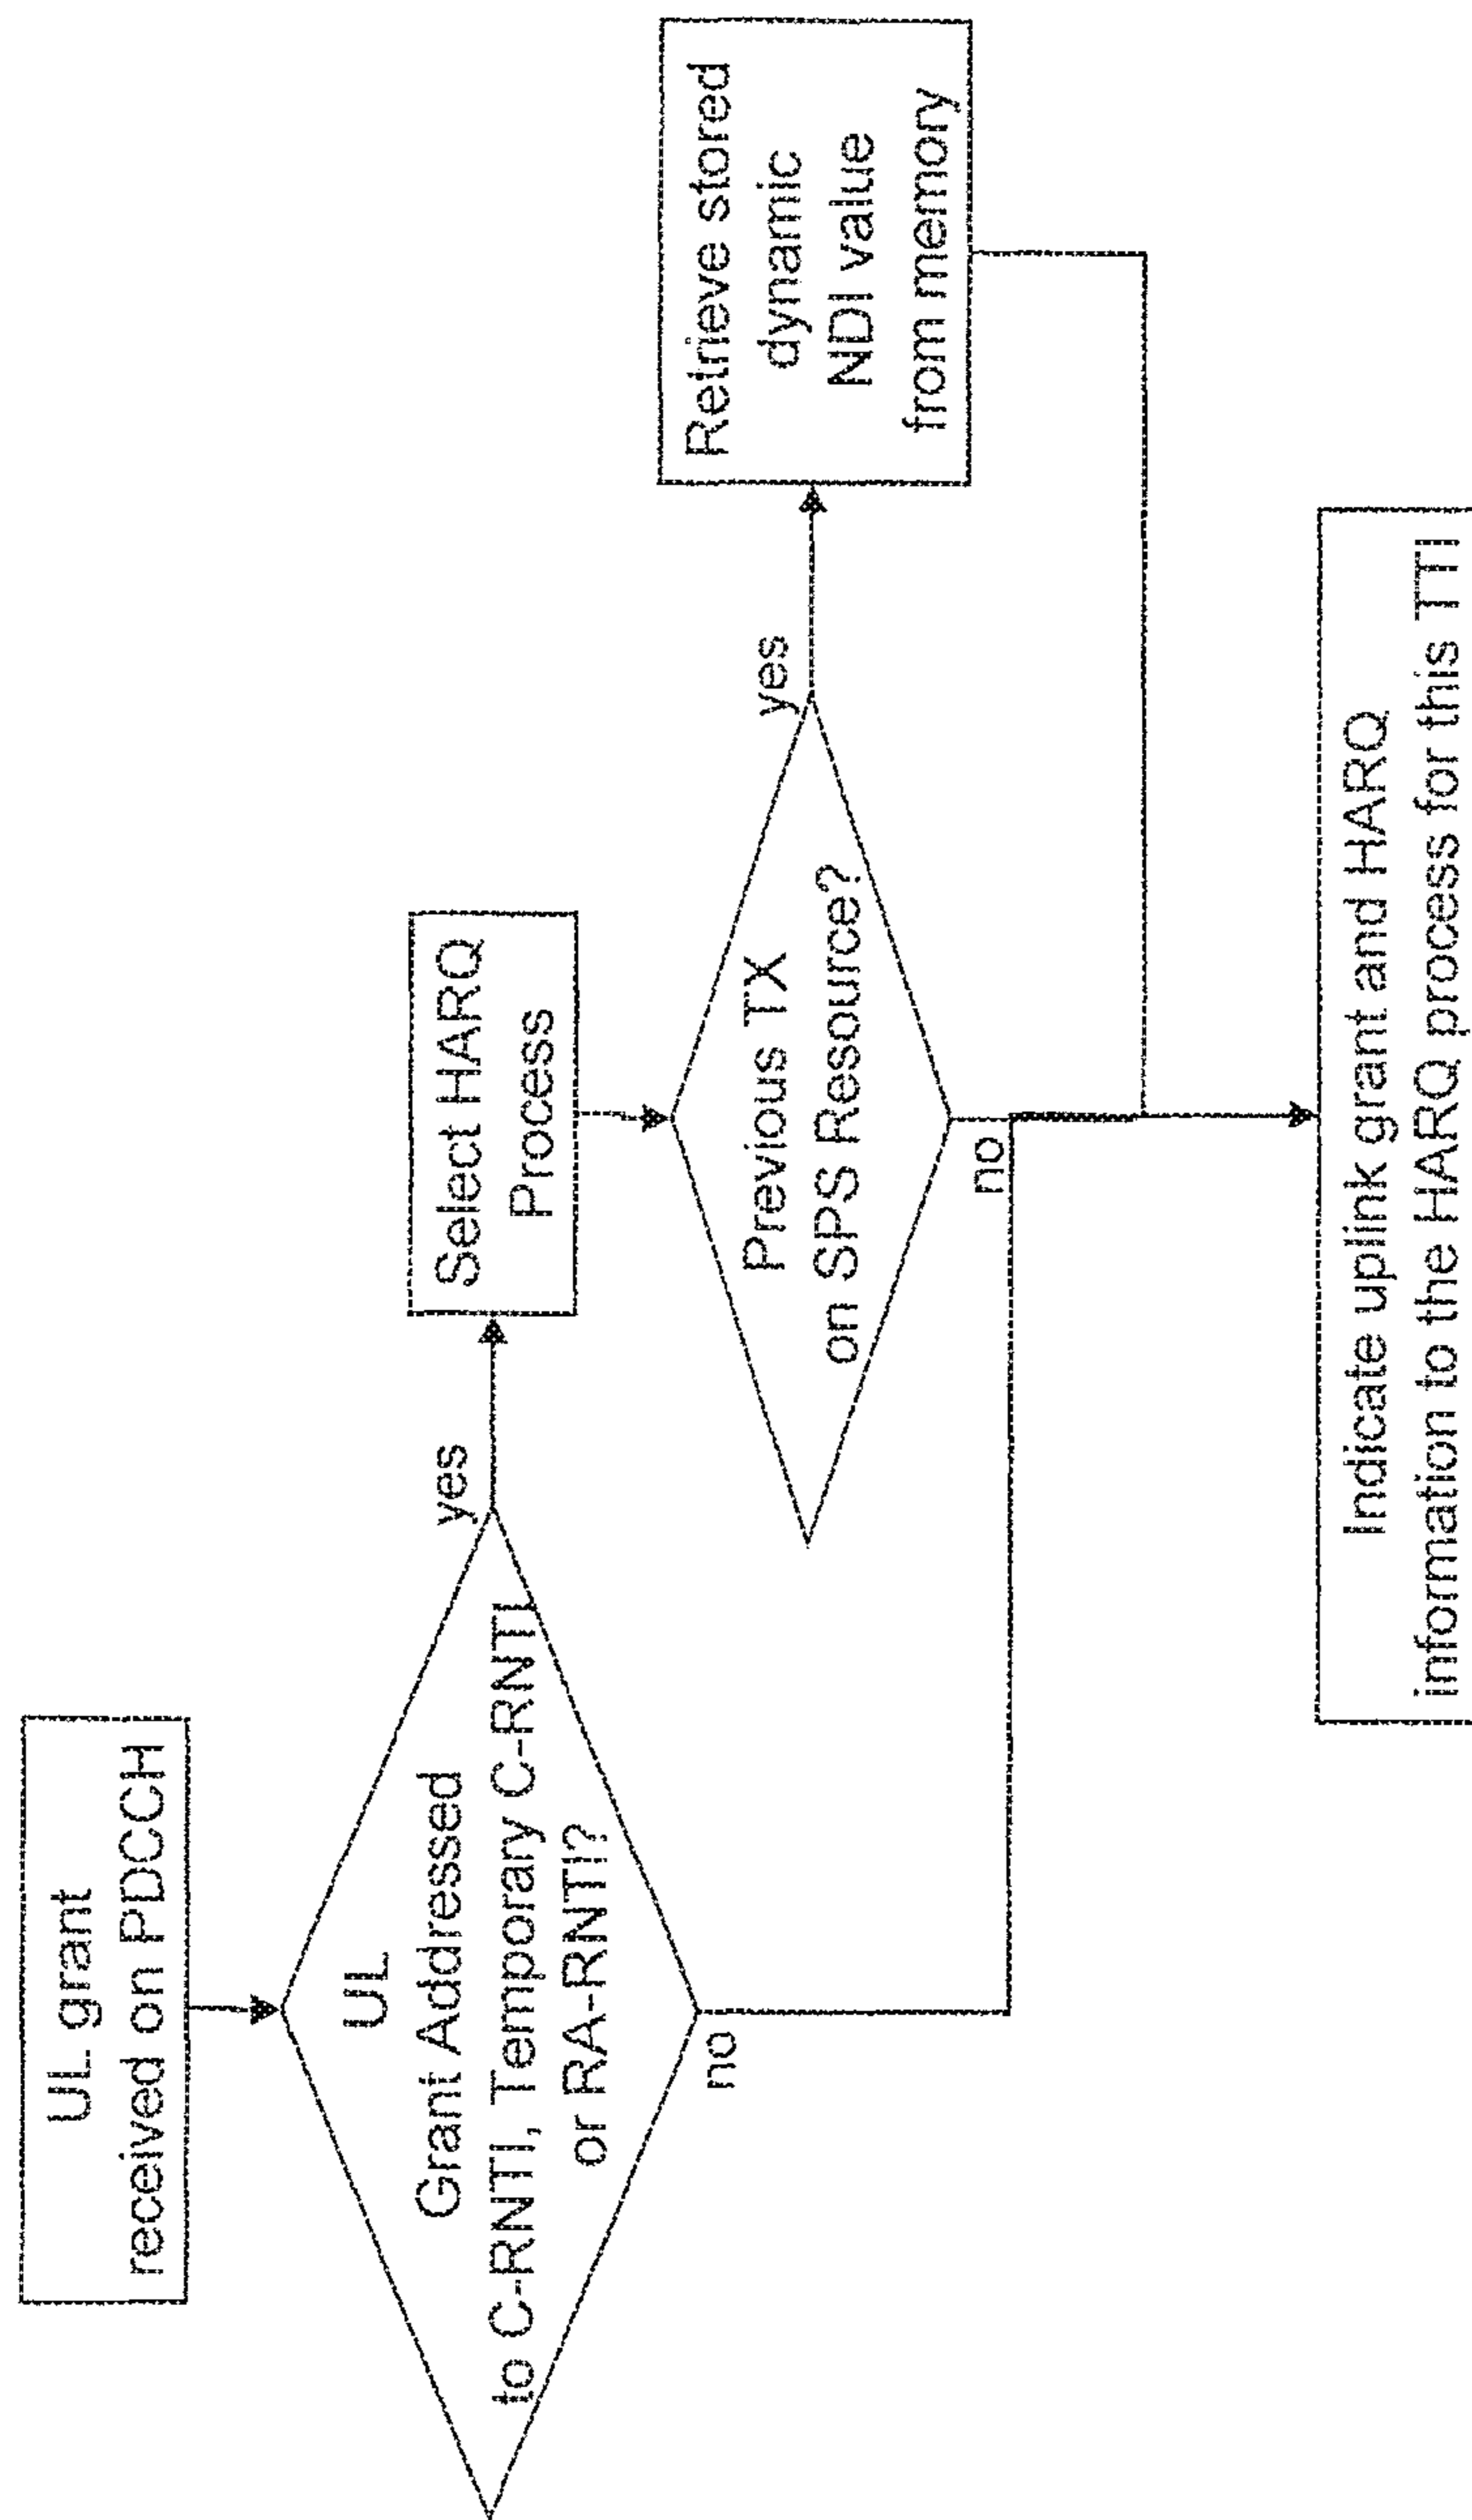 UL grant
received on PDCCH
UL
Grant Addressed
to C-RNTI, Temporary C-RNTI
or RA-RNTI?
yes
no
Select HARQ
Process
Previous TX
on SPS Resource?
yes
no
Retrieve stored
dynamic
NDI value
from memory
Indicate uplink grant and HARQ
information to the HARQ process for this TTI